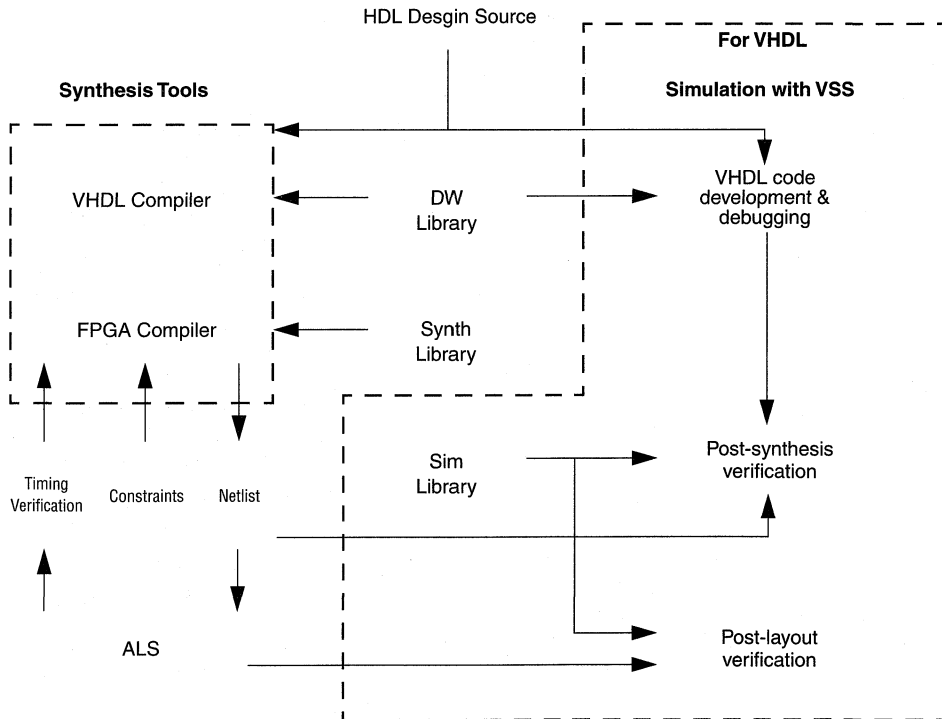 HDL Desgin Source
For VHDL
Synthesis Tools
Simulation with VSS
VHDL Compiler
DW
Library
VHDL code
development &
debugging
FPGA Compiler
Synth
Library
Sim
Library
Post-synthesis
verification
Timing
Verification
Constraints
Netlist
ALS
Post-layout
verification